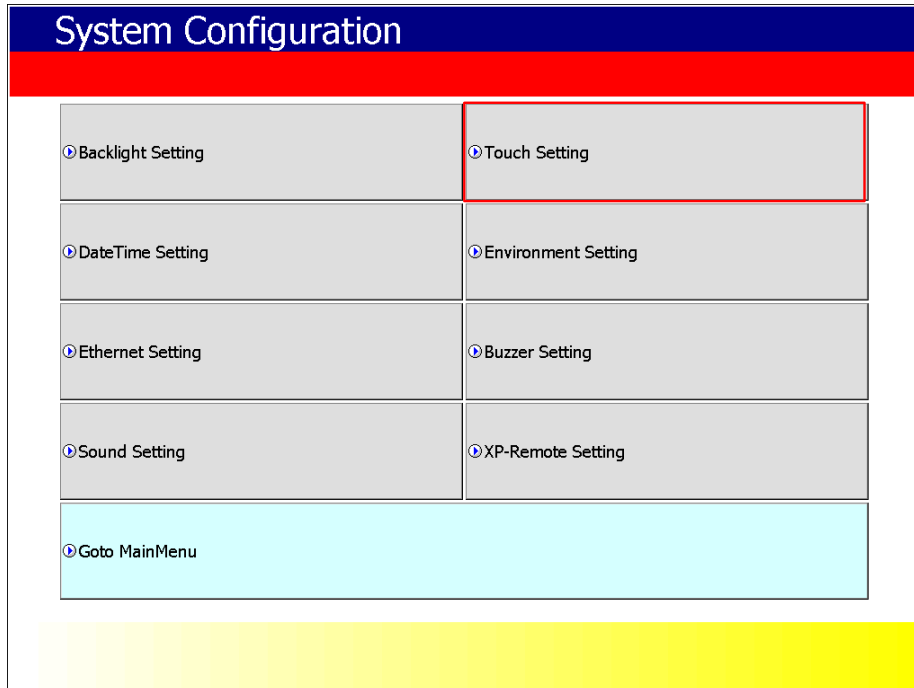 System Configuration
Backlight Setting
Touch Setting
DateTime Setting
Environment Setting
Ethernet Setting
Buzzer Setting
Sound Setting
XP-Remote Setting
Goto MainMenu